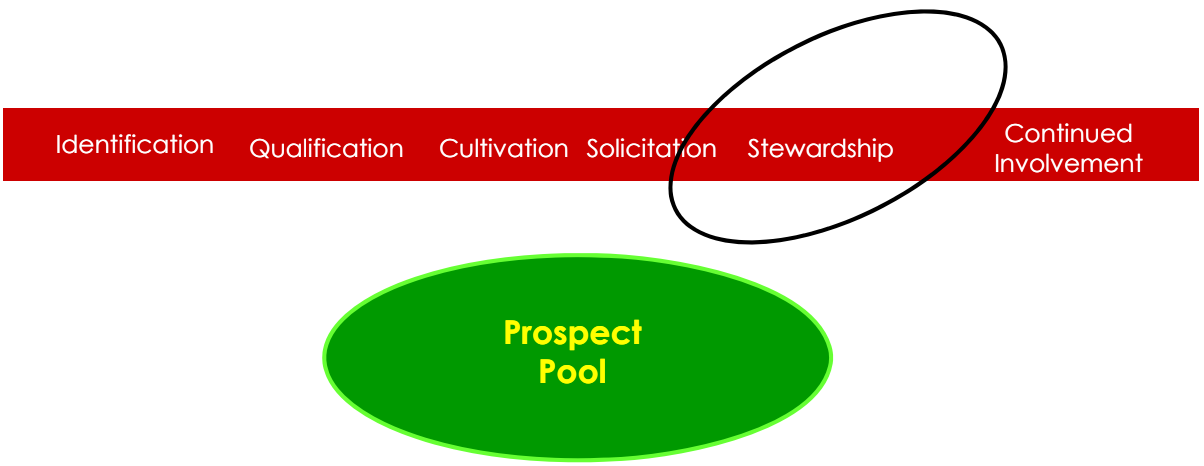 Identification Qualification Cultivation Solicitation Stewardship Continued
Involvement
Prospect
Pool